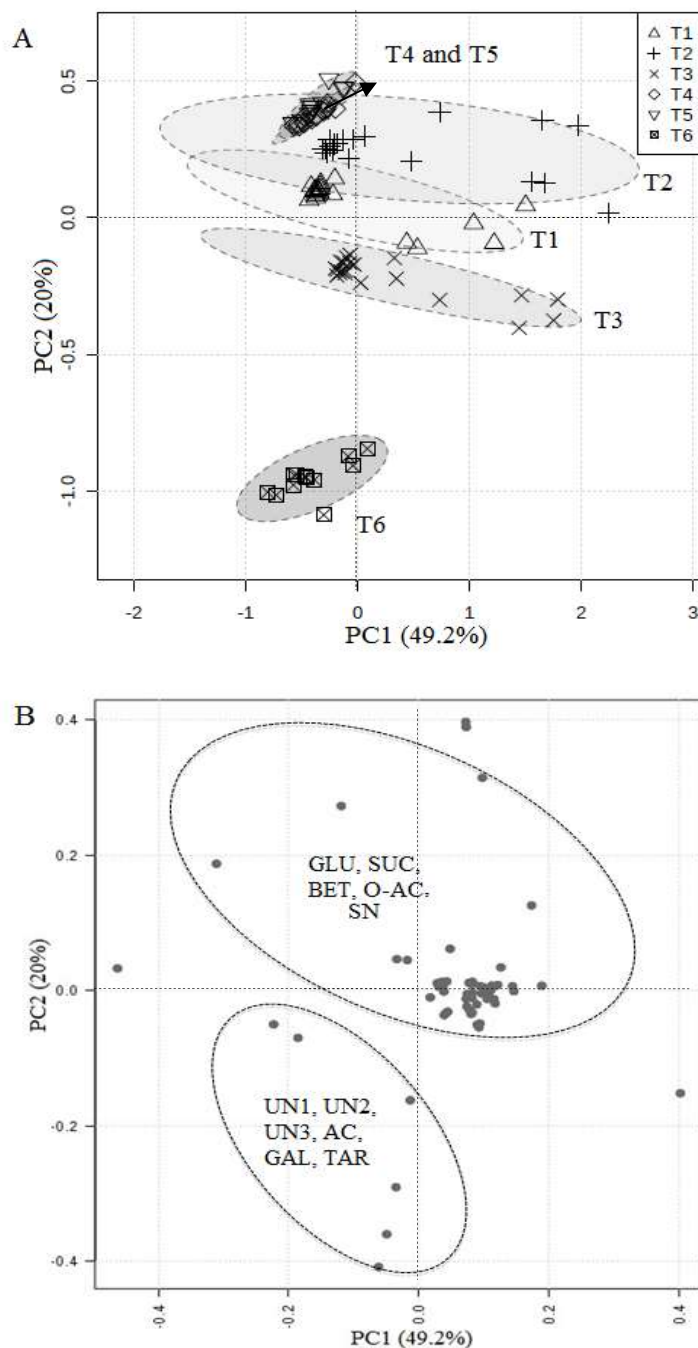 A
T4 and T5
T1
T2
T3
T4
T5
T6
0.5
0.0
-0.5
-1.0
T2
T1
T3
T6
PC2 (20%)
-2
-1
0
1
2
3
PC1 (49.2%)
B
0.4
0.2
0.0
-0.2
-0.4
PC2 (20%)
GLU, SUC,
BET, O-AC,
SN
UN1, UN2,
UN3, AC,
GAL, TAR
-0.4
-0.2
0.0
0.2
0.4
PC1 (49.2%)